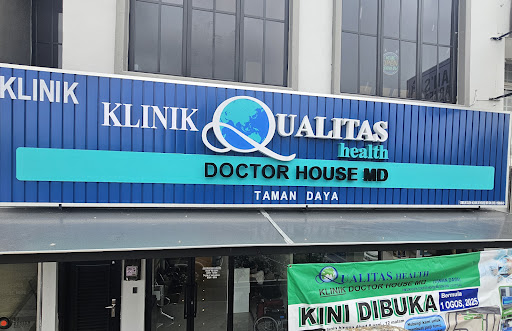 KLINIK
KLINIK QUALITAS
health
DOCTOR HOUSE MD
TAMAN DAYA
QUALITAS HEALTH
KLINIK DOCTOR HOUSE MD
KINI DIBUKA
Bermula
1 OGOS, 2025